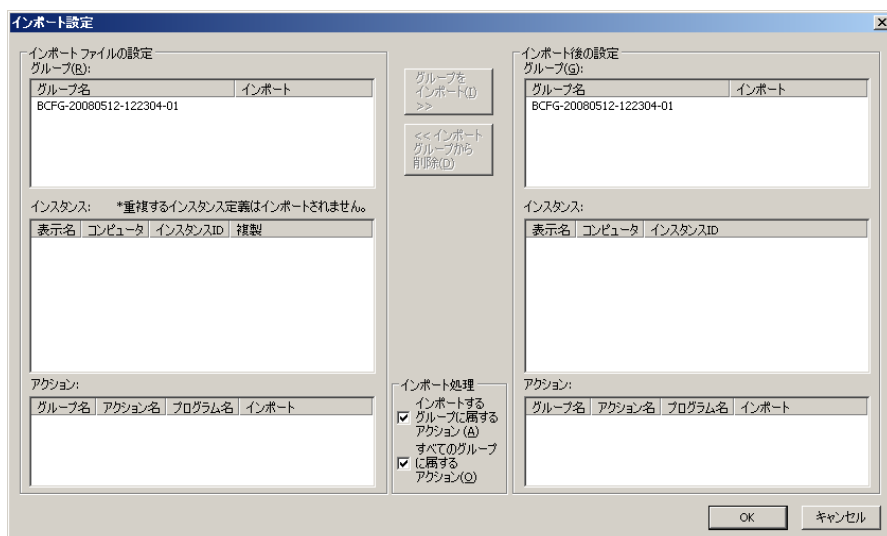 インポート設定
インポート ファイルの設定
グループ(R):
グループ名 インポート
BCFG-20080512-122304-01
インスタンス: *重複するインスタンス定義はインポートされません。
表示名 コンピュータ インスタンスID 複製
アクション:
グループ名 アクション名 プログラム名 インポート
グループを
インポート(I)
>>
<< インポート
グループから
削除(D)
インポート処理
インポートする
グループに属する
アクション(A)
すべてのグループ
に属する
アクション(O)
インポート後の設定
グループ(G):
グループ名 インポート
BCFG-20080512-122304-01
インスタンス:
表示名 コンピュータ インスタンスID
アクション:
グループ名 アクション名 プログラム名 インポート
OK キャンセル